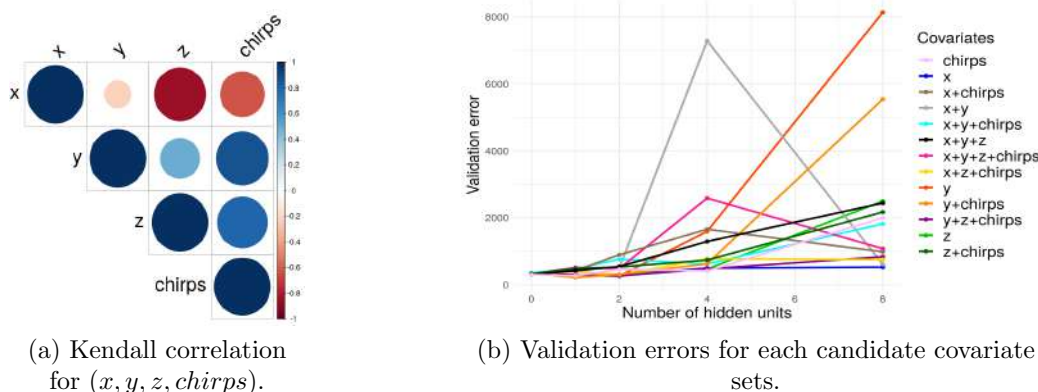 x
y
z
chirps
x
y
z
chirps
1
0.8
0.6
0.4
0.2
0
-0.2
-0.4
-0.6
-0.8
-1
8000
6000
4000
2000
0
Validation error
0
2
4
6
8
Number of hidden units
Covariates
chirps
x
x+chirps
x+y
x+y+chirps
x+y+z
x+y+z+chirps
x+z+chirps
y
y+chirps
y+z+chirps
z
z+chirps
(a) Kendall correlation
for (x, y, z, chirps).
(b) Validation errors for each candidate covariate
sets.